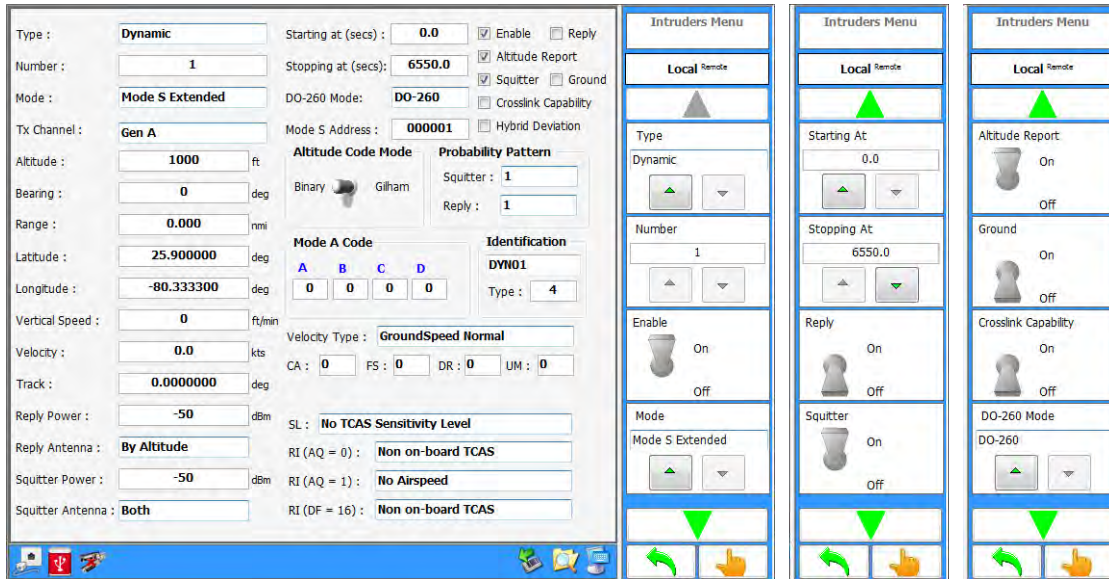 Type : Dynamic
Number : 1
Mode : Mode S Extended
Tx Channel : Gen A
Altitude : 1000 ft
Bearing : 0 deg
Range : 0.000 nmi
Latitude : 25.900000 deg
Longitude : -80.333300 deg
Vertical Speed : 0 ft/min
Velocity : 0.0 kts
Track : 0.0000000 deg
Reply Power : -50 dBm
Reply Antenna : By Altitude
Squitter Power : -50 dBm
Squitter Antenna : Both
Starting at (secs) : 0.0
Stopping at (secs): 6550.0
DO-260 Mode: DO-260
Mode S Address : 000001
Enable Reply
Altitude Report
Squitter Ground
Crosslink Capability
Hybrid Deviation
Altitude Code Mode
Binary Gilham
Probability Pattern
Squitter : 1
Reply : 1
Mode A Code
A B C D
0 0 0 0
Identification
DYN01
Type : 4
Velocity Type : GroundSpeed Normal
CA : 0 FS : 0 DR : 0 UM : 0
SL : No TCAS Sensitivity Level
RI (AQ = 0) : Non on-board TCAS
RI (AQ = 1) : No Airspeed
RI (DF = 16) : Non on-board TCAS
Intruders Menu
Local Remote
Type
Dynamic
Number
1
Enable
On
Off
Mode
Mode S Extended
Intruders Menu
Local Remote
Starting At
0.0
Stopping At
6550.0
Reply
On
Off
Squitter
On
Off
Intruders Menu
Local Remote
Altitude Report
On
Off
Ground
On
Off
Crosslink Capability
On
Off
DO-260 Mode
DO-260